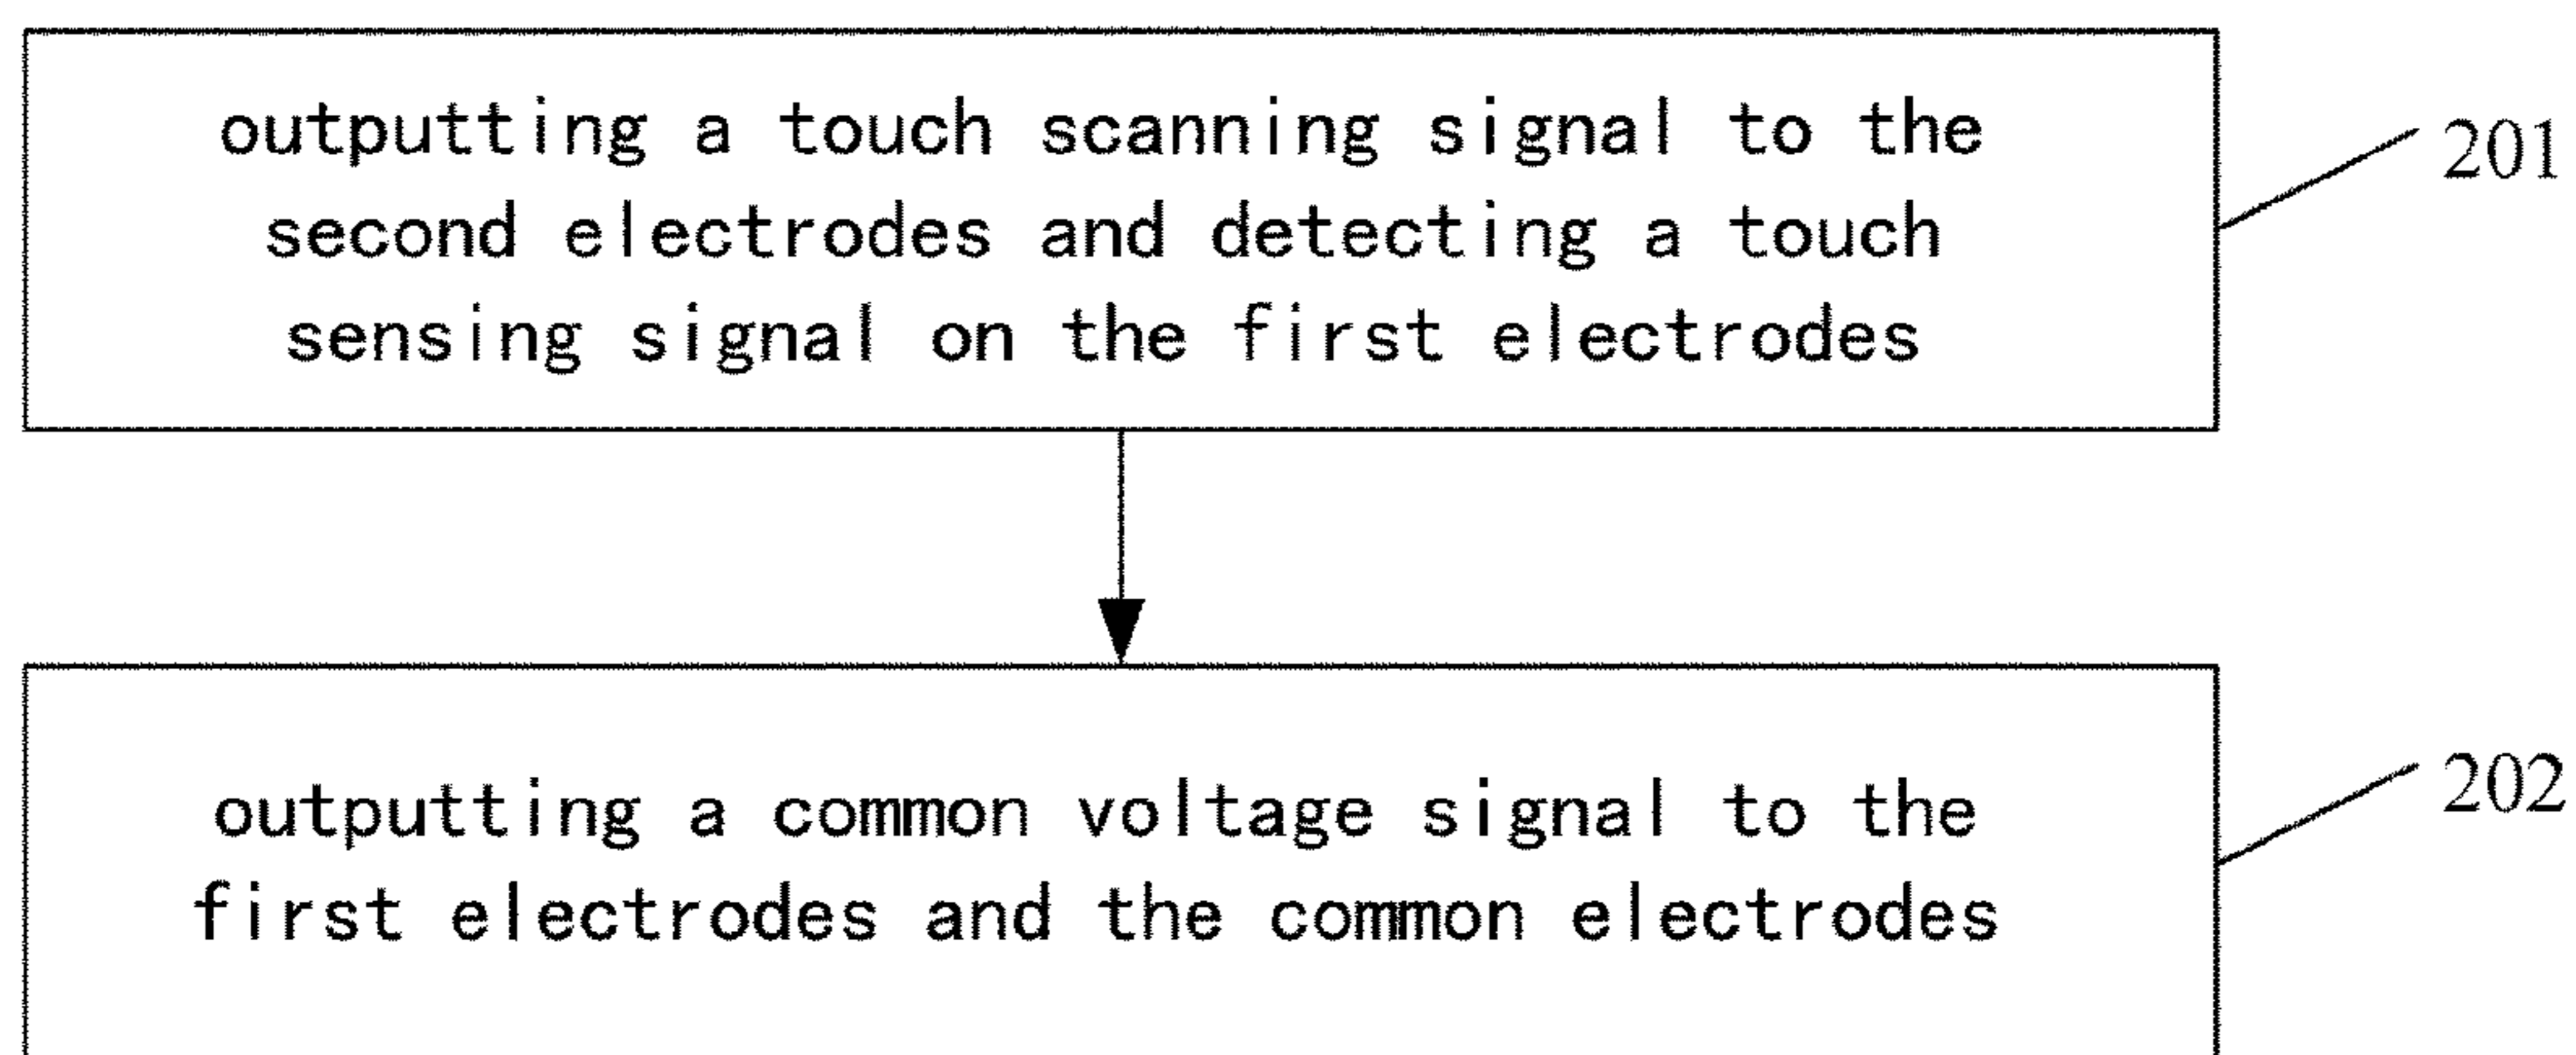 outputting a touch scanning signal to the
second electrodes and detecting a touch
sensing signal on the first electrodes
201
outputting a common voltage signal to the
first electrodes and the common electrodes
202